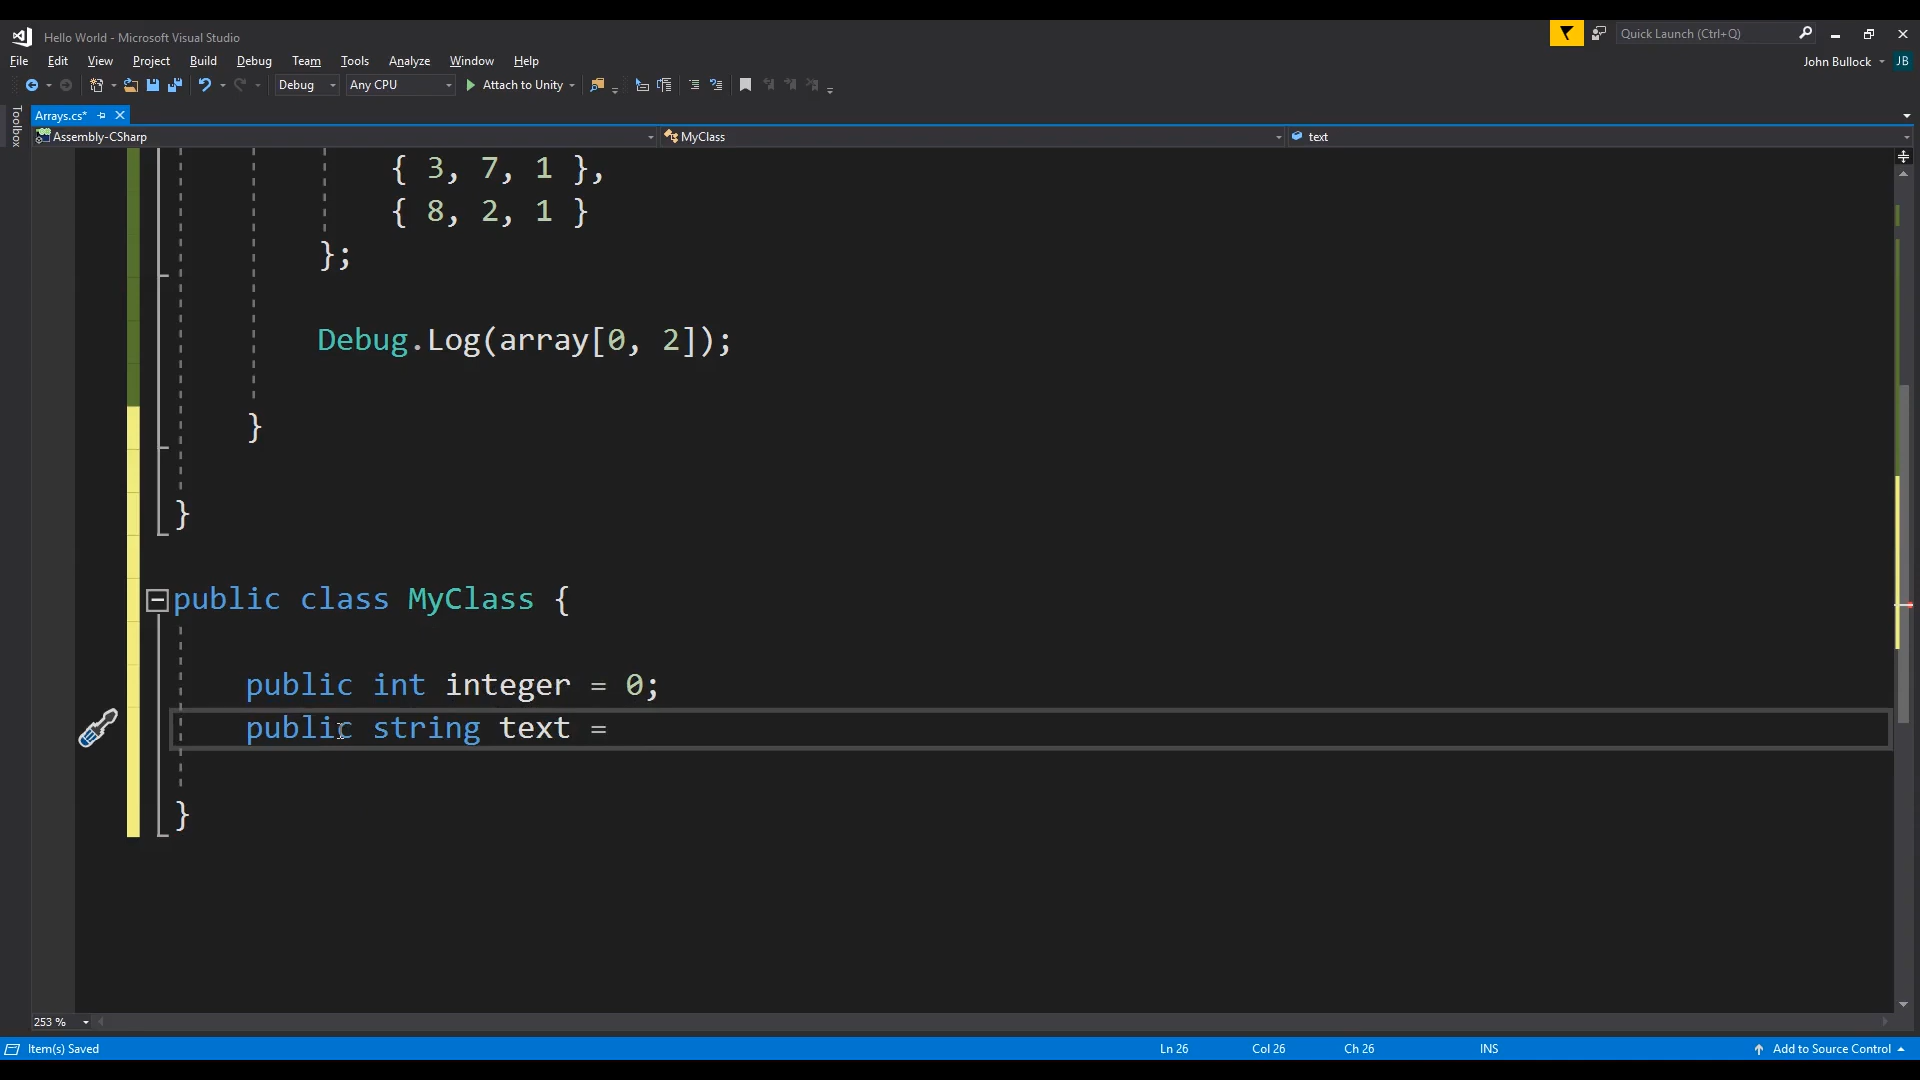 Hello World - Microsoft Visual Studio
Quick Launch (Ctrl+Q)
File Edit View Project Build Debug Team Tools Analyze Window Help
John Bullock JB
Debug Any CPU Attach to Unity
Toolbox
Arrays.cs*
Assembly-CSharp MyClass text
{ 3, 7, 1 },
{ 8, 2, 1 }
};
Debug.Log(array[0, 2]);
}
}
public class MyClass {
public int integer = 0;
public string text =
}
253 %
Item(s) Saved Ln 26 Col 26 Ch 26 INS Add to Source Control